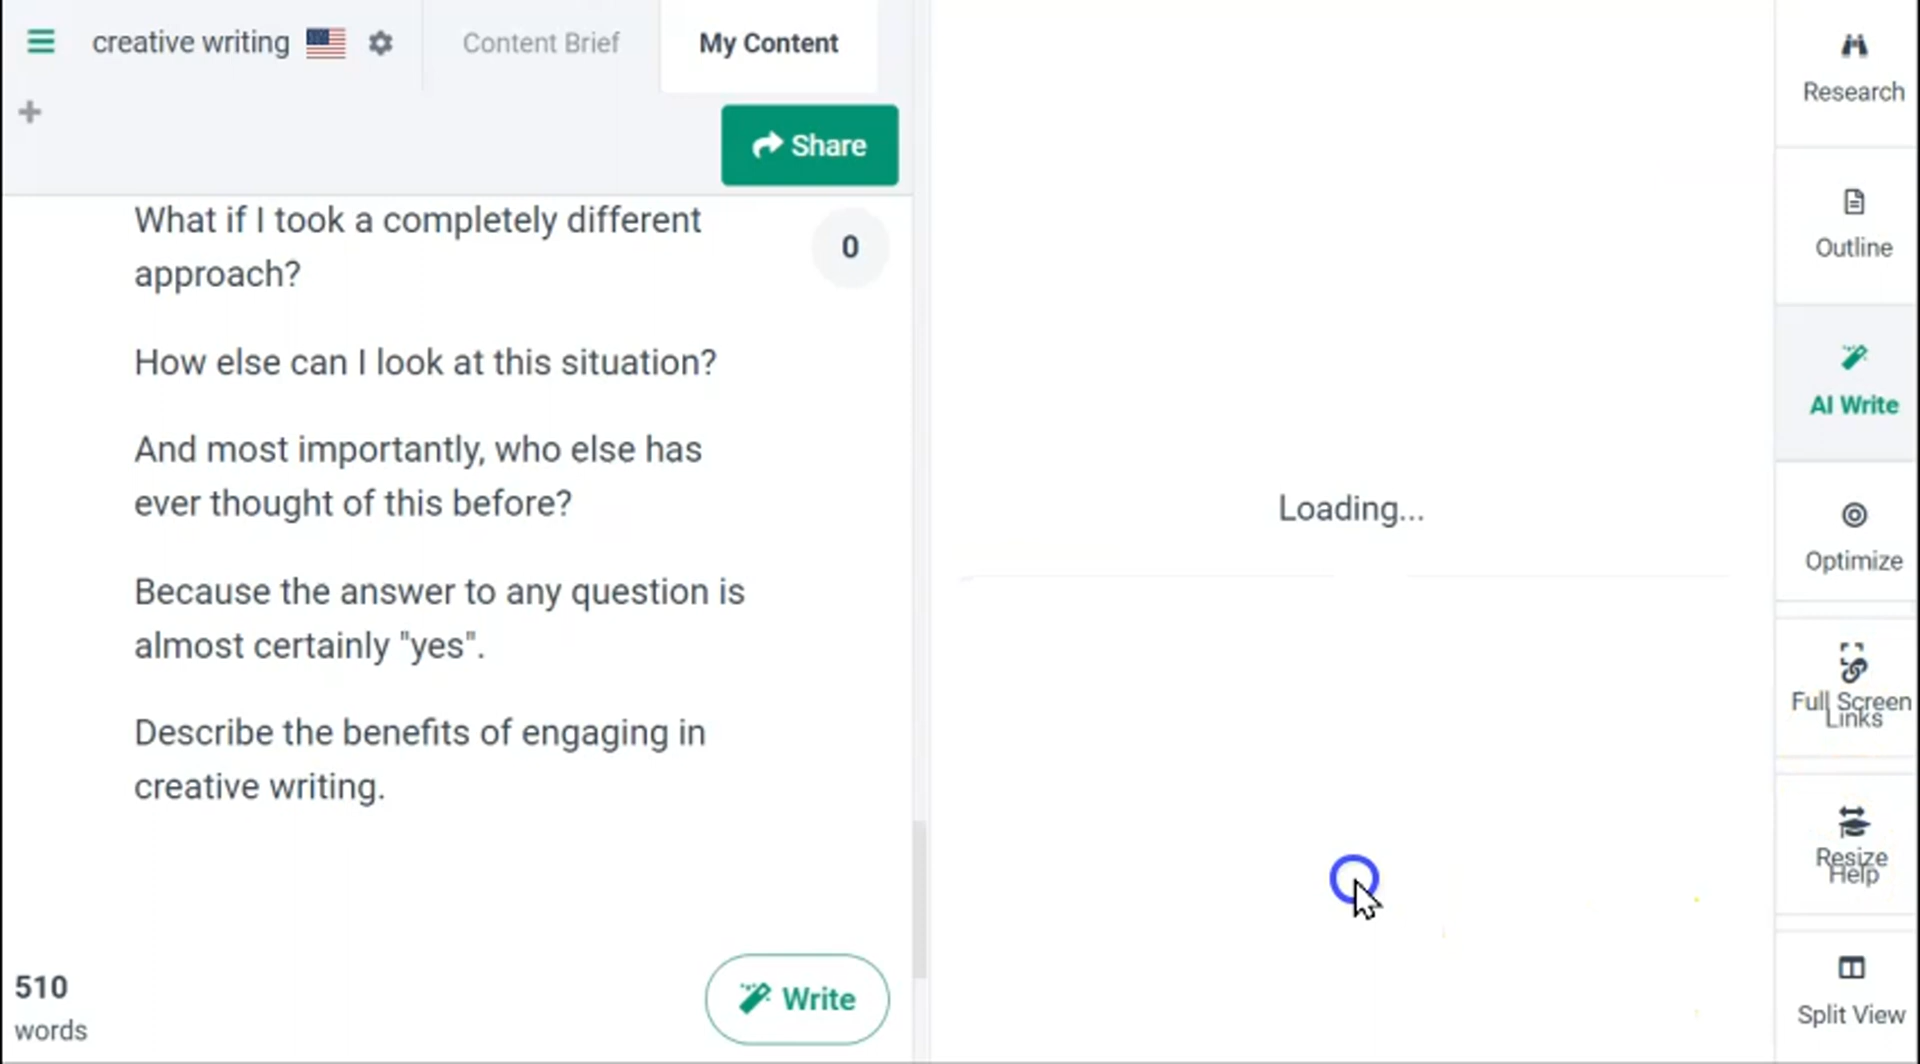 creative writing
Content Brief
My Content
Share
What if I took a completely different
approach?
0
How else can I look at this situation?
And most importantly, who else has
ever thought of this before?
Because the answer to any question is
almost certainly "yes".
Describe the benefits of engaging in
creative writing.
510
words
Write
Loading...
Research
Outline
AI Write
Optimize
Full Screen
Links
Resize
Help
Split View